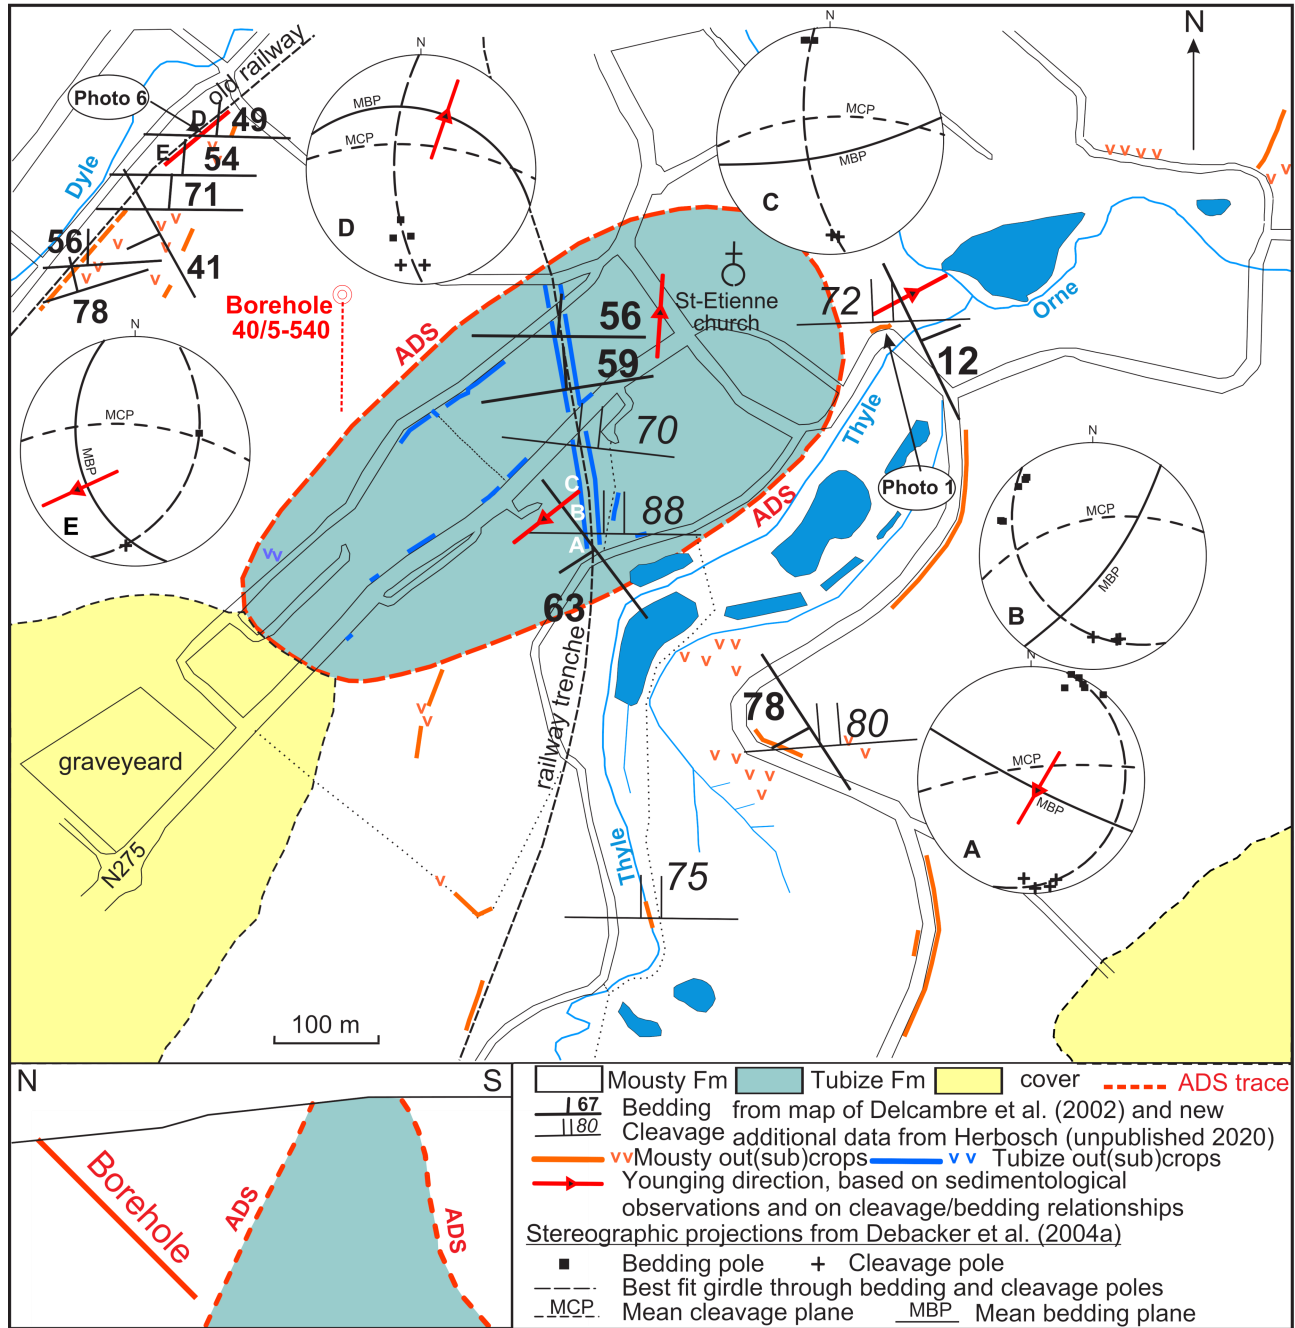 N
N
N
old railway
Photo 6
D
49
E
54
71
Dyle
56
41
78
MBP
MCP
D
MCP
MBP
C
N
Borehole
40/5-540
ADS
St-Etienne
church
56
59
70
72
12
Orne
Thyle
N
MCP
MBP
E
C
B
A
88
ADS
63
Photo 1
N
MCP
MBP
B
N
MCP
MBP
A
78
80
railway trenche
graveyeard
N275
Thyle
75
100 m
N
S
Borehole
ADS
ADS
Mousty Fm
Tubize Fm
cover
ADS trace
67
Bedding
from map of Delcambre et al. (2002) and new
80
Cleavage
additional data from Herbosch (unpublished 2020)
vv Mousty out(sub)crops
v v Tubize out(sub)crops
Younging direction, based on sedimentological
observations and on cleavage/bedding relationships
Stereographic projections from Debacker et al. (2004a)
Bedding pole
+ Cleavage pole
Best fit girdle through bedding and cleavage poles
MCP
Mean cleavage plane
MBP
Mean bedding plane